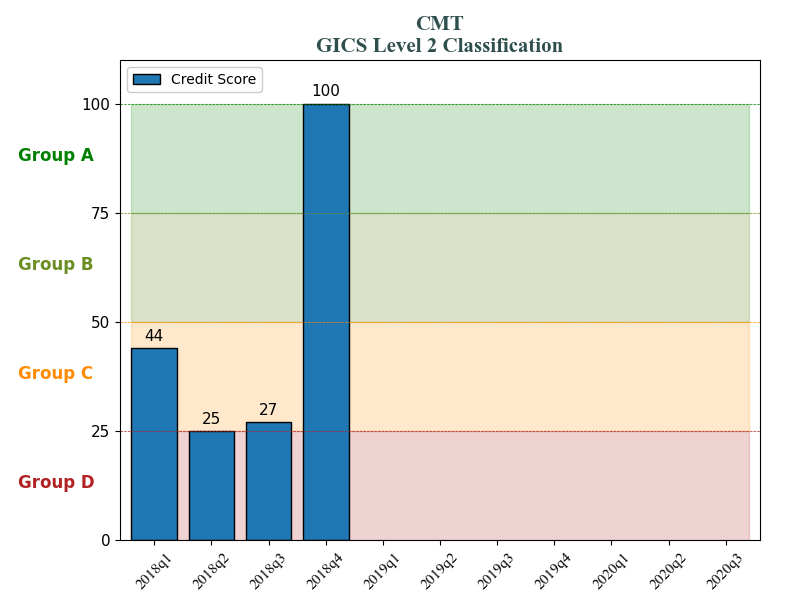 CMT
GICS Level 2 Classification
Credit Score
100
100
Group A
75
Group B
50
44
Group C
27
25
25
Group D
0
2018q1 2018q2 2018q3 2018q4 2019q1 2019q2 2019q3 2019q4 2020q1 2020q2 2020q3